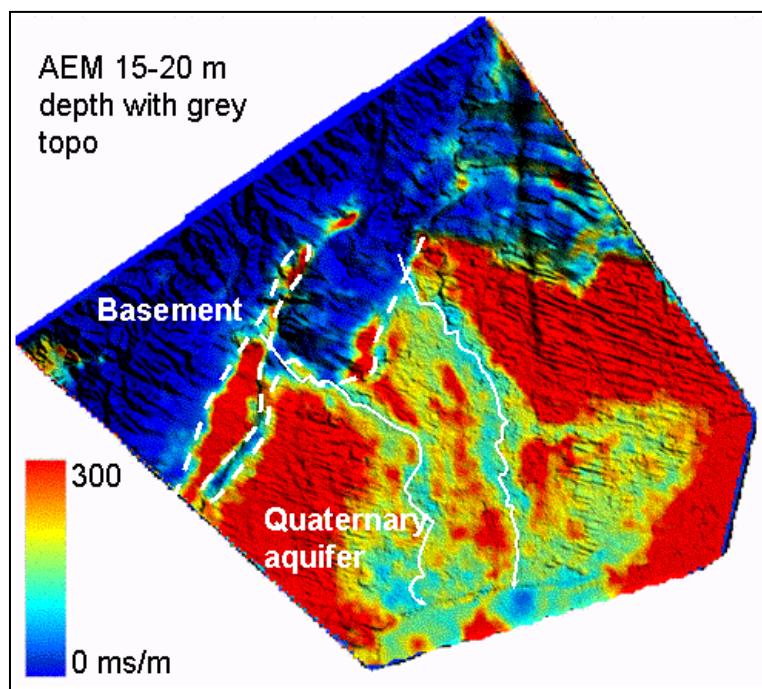 AEM 15-20 m
depth with grey
topo
Basement
Quaternary
aquifer
300
0 ms/m